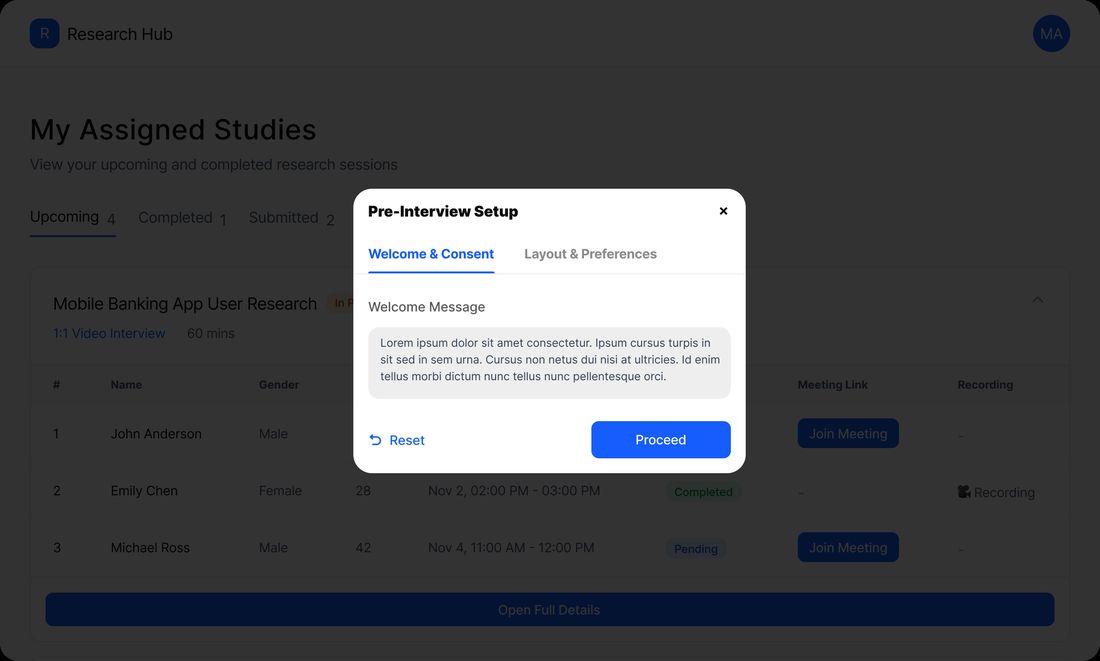 R Research Hub MA
My Assigned Studies
View your upcoming and completed research sessions
Upcoming 4 Completed 1 Submitted 2
Pre-Interview Setup ×
Welcome & Consent Layout & Preferences
Welcome Message
Lorem ipsum dolor sit amet consectetur. Ipsum cursus turpis in
sit sed in sem urna. Cursus non netus dui nisi at ultricies. Id enim
tellus morbi dictum nunc tellus nunc pellentesque orci.
Reset Proceed
Mobile Banking App User Research In P
1:1 Video Interview 60 mins
# Name Gender Meeting Link Recording
1 John Anderson Male Join Meeting -
2 Emily Chen Female 28 Nov 2, 02:00 PM - 03:00 PM Completed - Recording
3 Michael Ross Male 42 Nov 4, 11:00 AM - 12:00 PM Pending Join Meeting -
Open Full Details